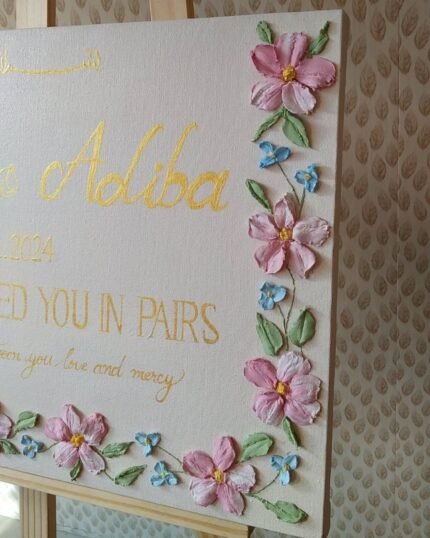 & Adiba
2024
ED YOU IN PAIRS
een you, love and mercy